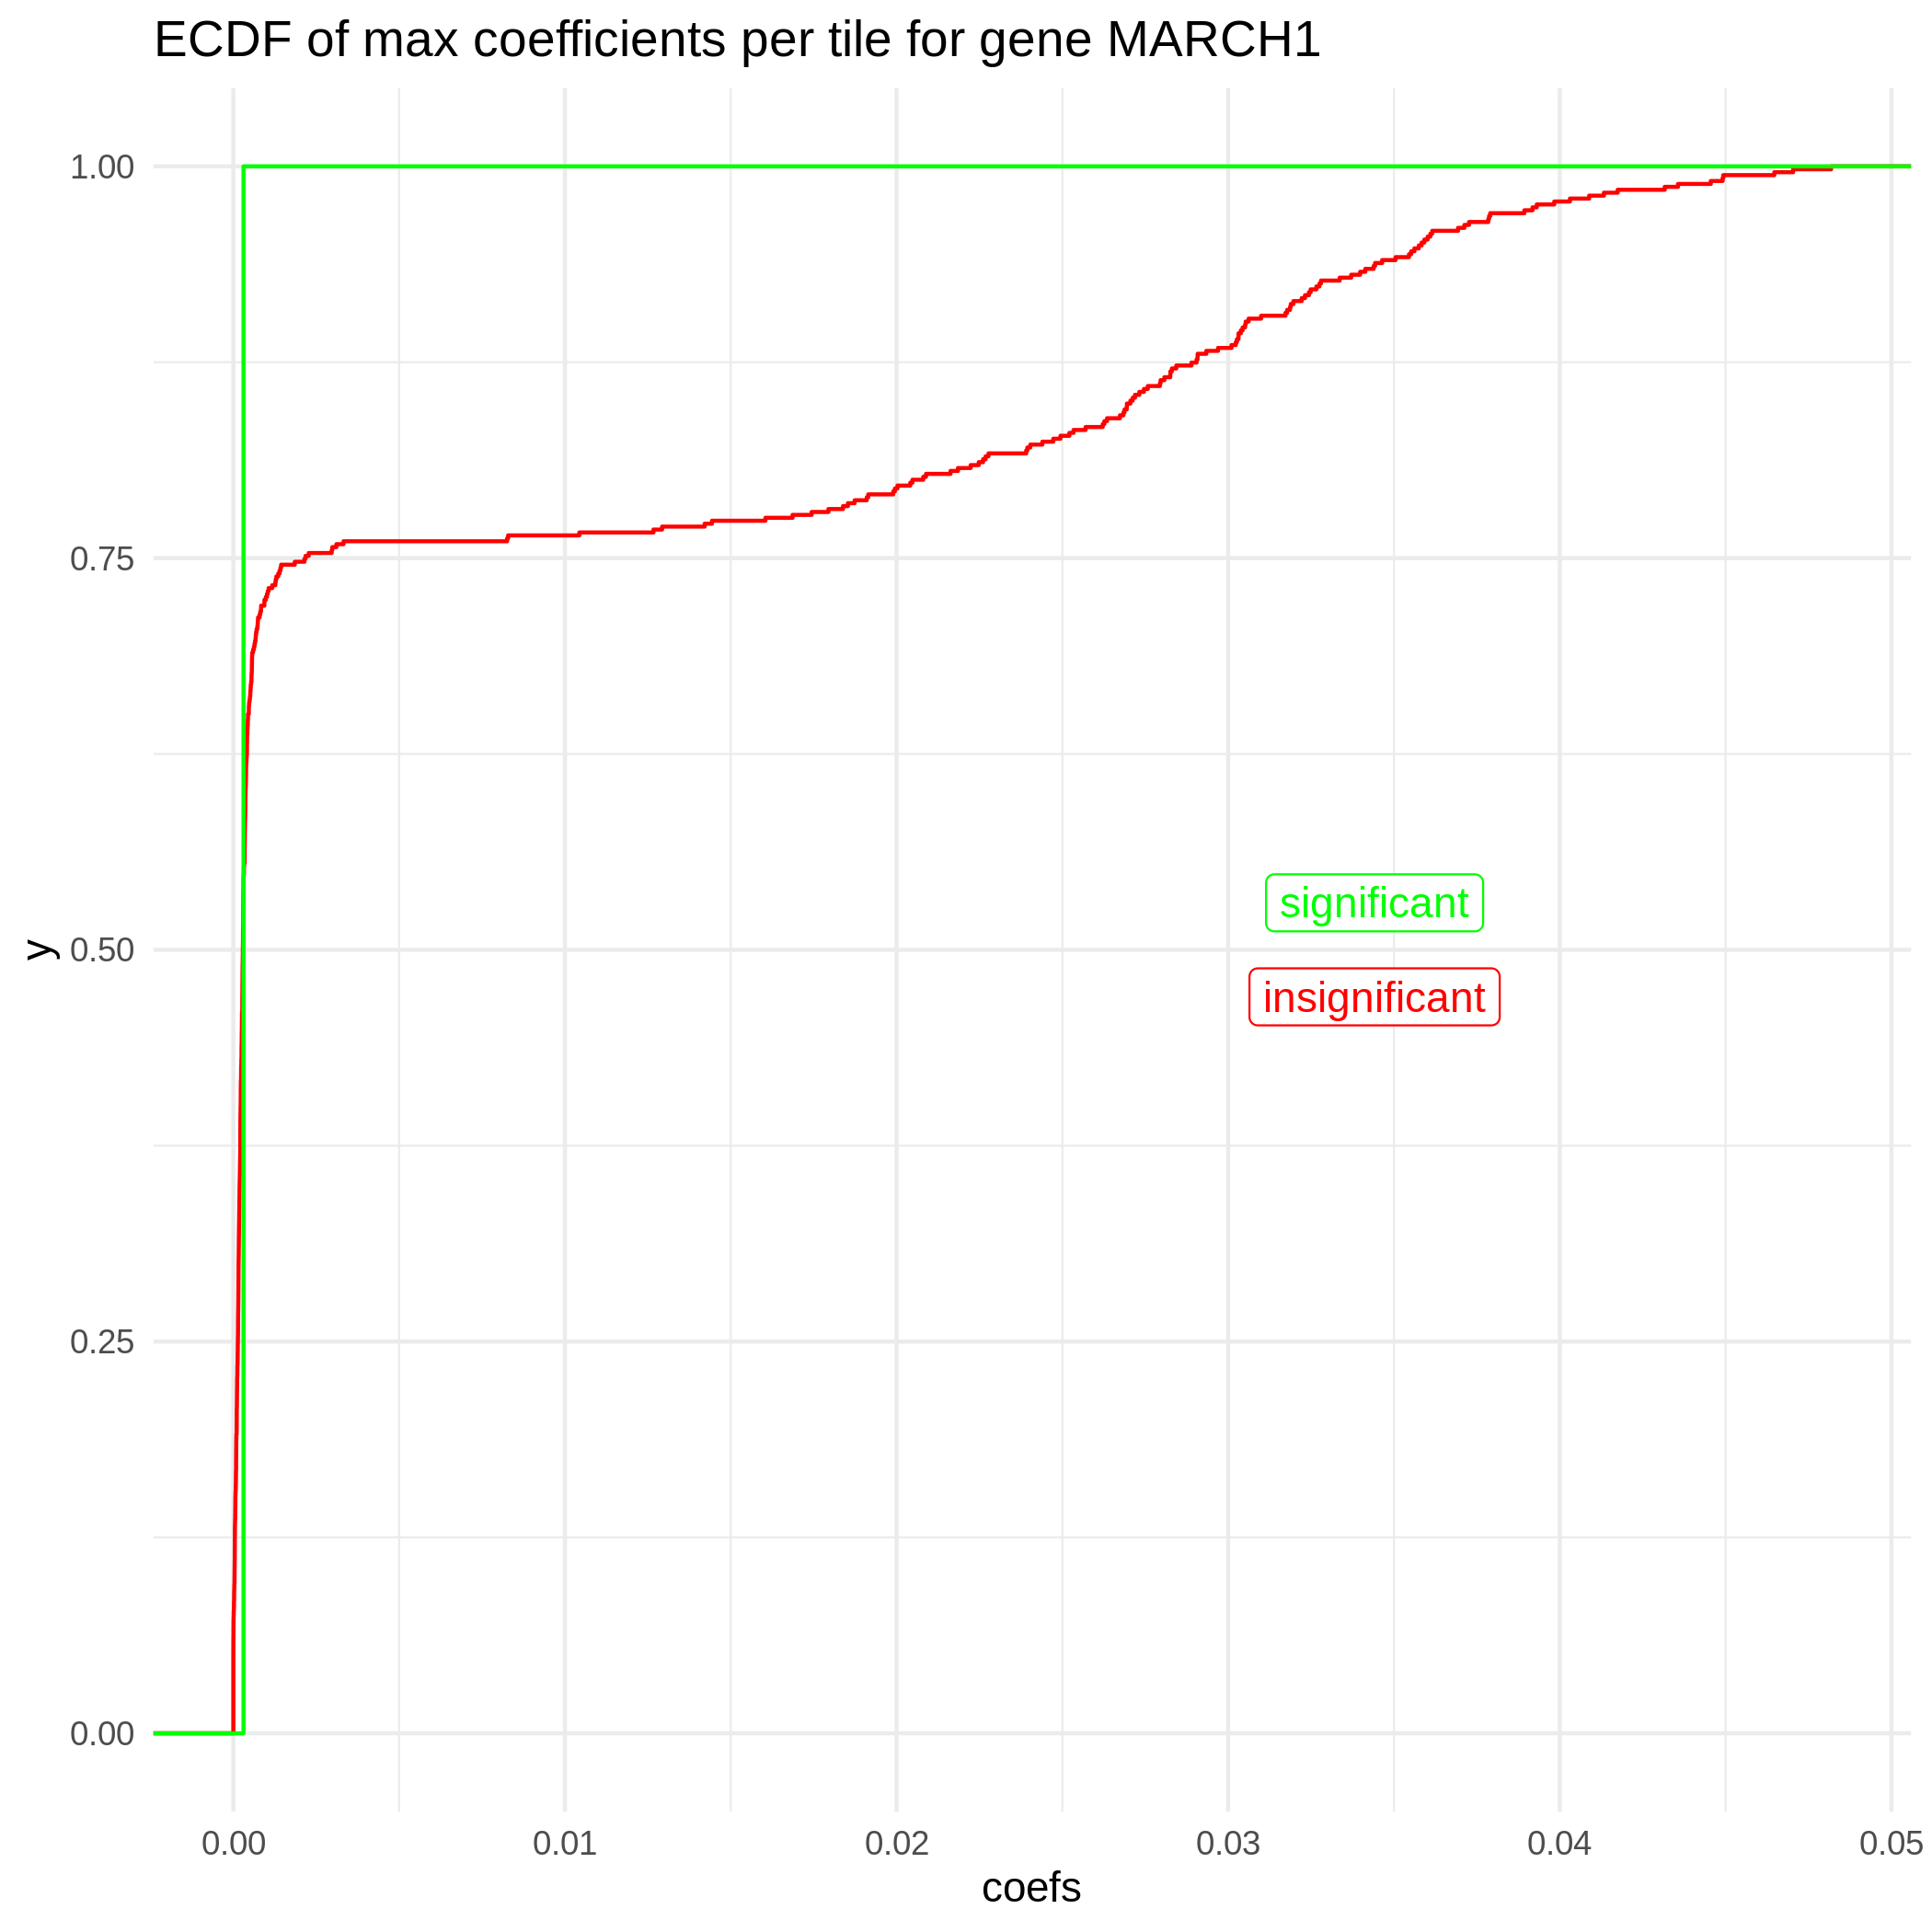 ECDF of max coefficients per tile for gene MARCH1
1.00
0.75
0.50
0.25
0.00
y
significant
insignificant
0.00 0.01 0.02 0.03 0.04 0.05
coefs